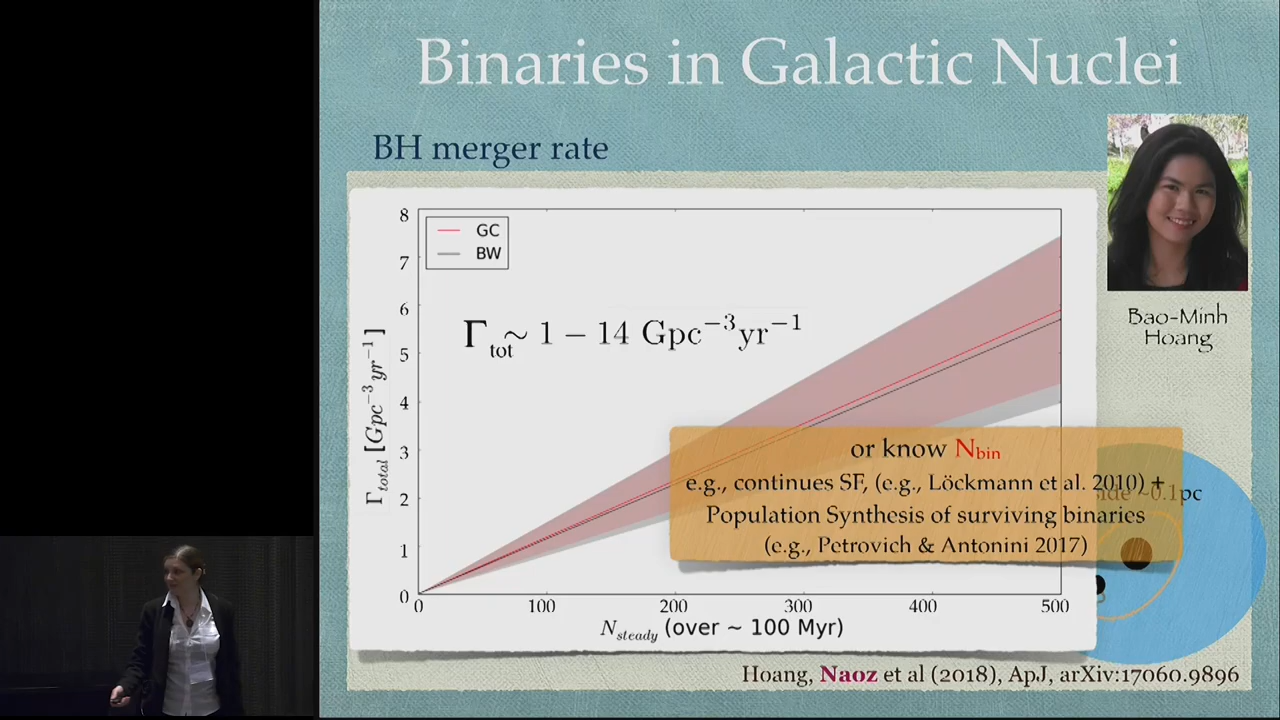 Binaries in Galactic Nuclei
BH merger rate
8
7
6
5
4
3
2
1
0
GC
BW
Γtot ~ 1 – 14 Gpc⁻³yr⁻¹
Γtotal [Gpc⁻³yr⁻¹]
0 100 200 300 400 500
Nsteady (over ~ 100 Myr)
Bao-Minh
Hoang
or know Nbin
e.g., continues SF, (e.g., Löckmann et al. 2010) +
Population Synthesis of surviving binaries
(e.g., Petrovich & Antonini 2017)
~0.1pc
Hoang, Naoz et al (2018), ApJ, arXiv:17060.9896